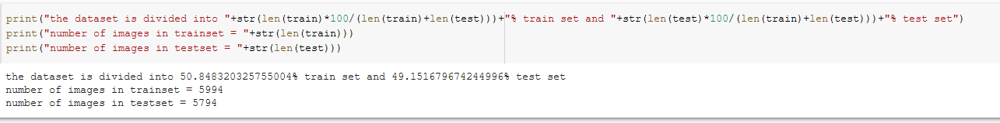 print("the dataset is divided into "+str(len(train)*100/(len(train)+len(test)))+"% train set and "+str(len(test)*100/(len(train)+len(test)))+"% test set")
print("number of images in trainset = "+str(len(train)))
print("number of images in testset = "+str(len(test)))
the dataset is divided into 50.848320325755004% train set and 49.151679674244996% test set
number of images in trainset = 5994
number of images in testset = 5794